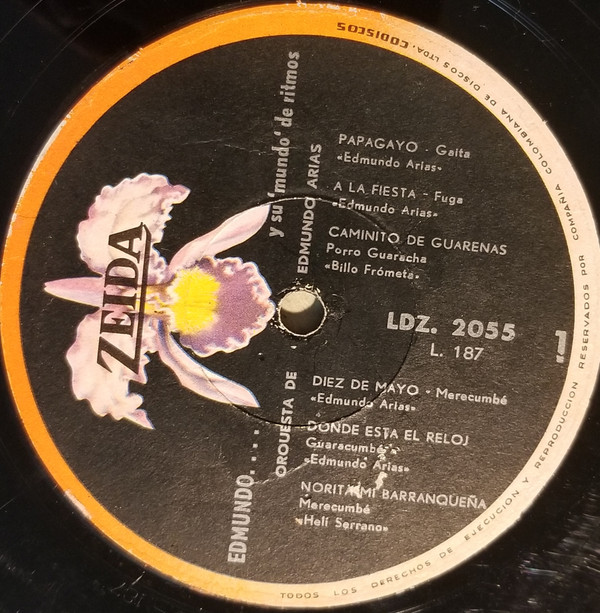 ZEIDA
EDMUNDO.... y su 'mundo' de ritmos
ORQUESTA DE EDMUNDO ARIAS
PAPAGAYO - Gaita
«Edmundo Arias»
A LA FIESTA - Fuga
«Edmundo Arias»
CAMINITO DE GUARENAS
Porro Guaracha
«Billo Frómeta»
LDZ. 2055
L. 187
1
DIEZ DE MAYO - Merecumbé
«Edmundo Arias»
DONDE ESTA EL RELOJ
Guaracumbé
«Edmundo Arias»
NORITA MI BARRANQUEÑA
Merecumbé
«Helí Serrano»
TODOS LOS DERECHOS DE EJECUCION Y REPRODUCCION RESERVADOS POR COMPAÑIA COLOMBIANA DE DISCOS LTDA. CODISCOS